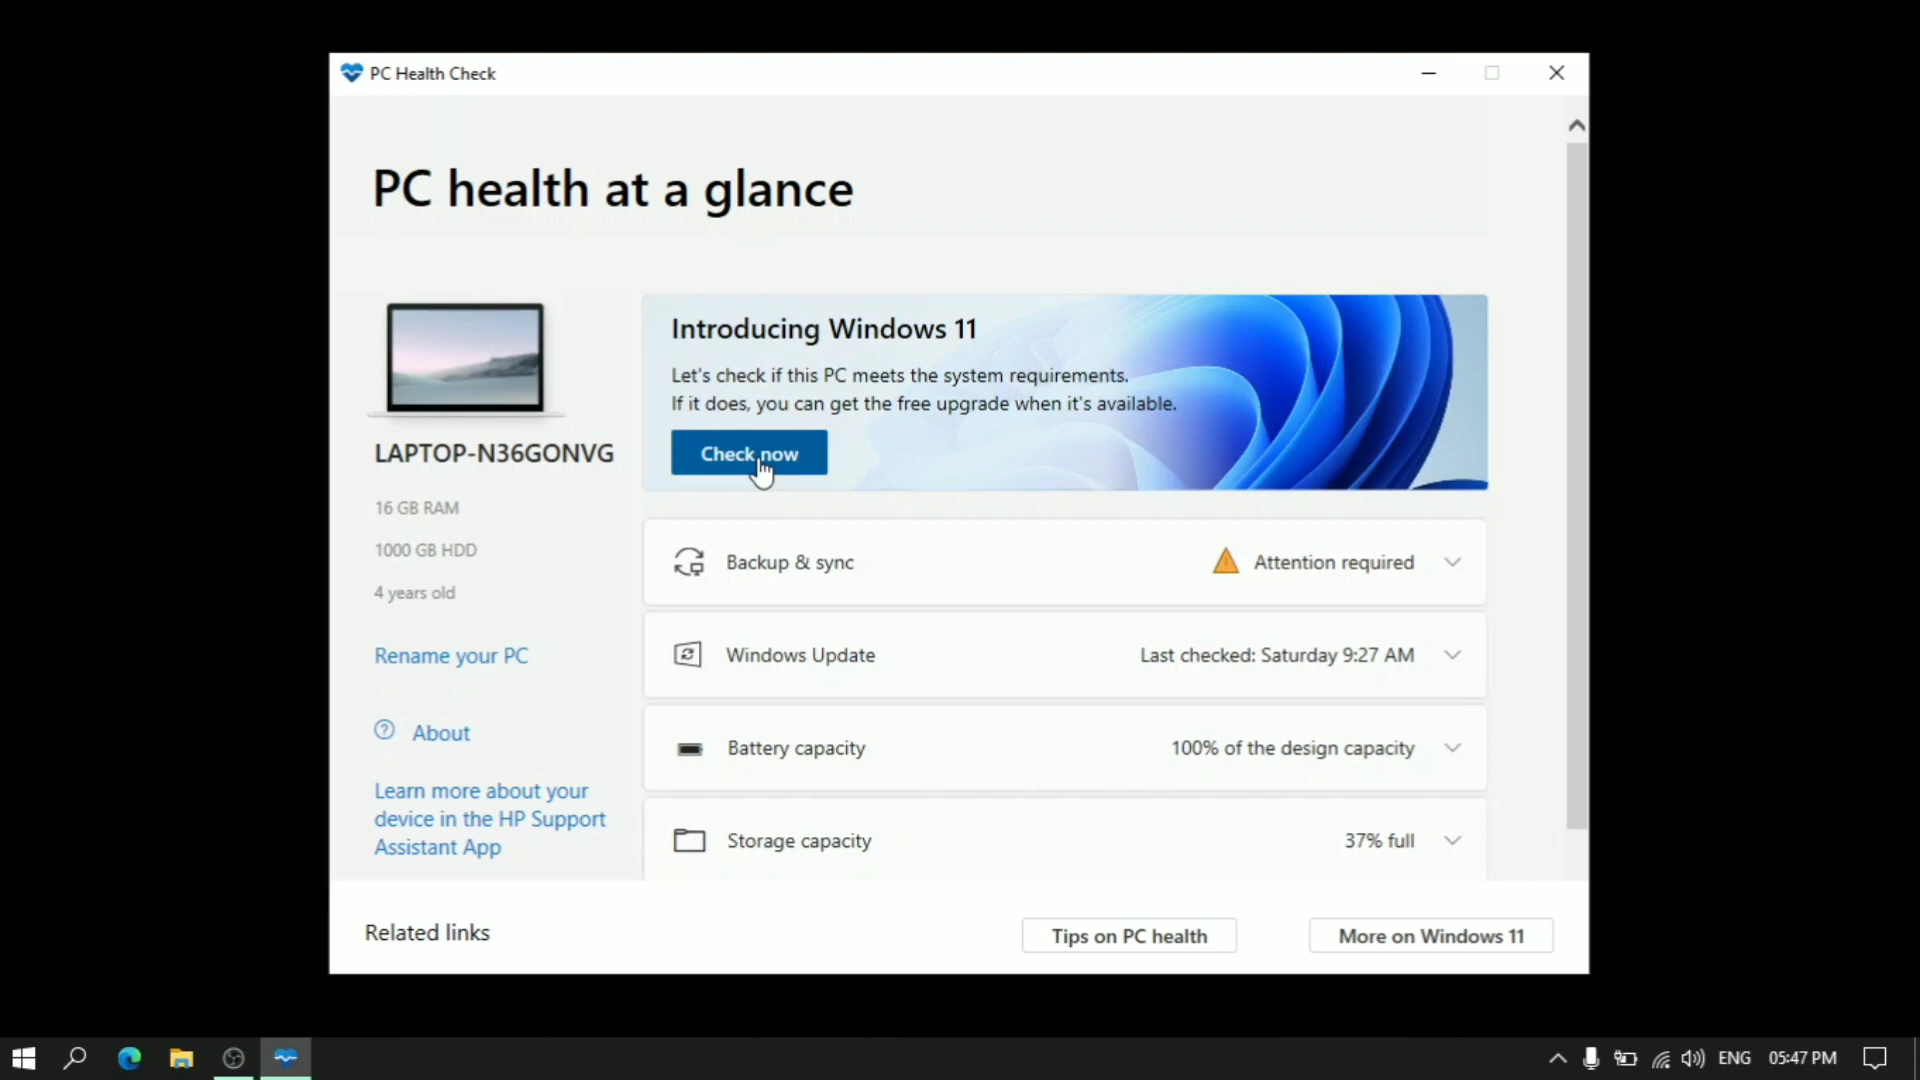 PC Health Check
PC health at a glance
LAPTOP-N36GONVG
16 GB RAM
1000 GB HDD
4 years old
Rename your PC
About
Learn more about your
device in the HP Support
Assistant App
Introducing Windows 11
Let's check if this PC meets the system requirements.
If it does, you can get the free upgrade when it's available.
Check now
Backup & sync
Attention required
Windows Update
Last checked: Saturday 9:27 AM
Battery capacity
100% of the design capacity
Storage capacity
37% full
Related links
Tips on PC health
More on Windows 11
ENG
05:47 PM